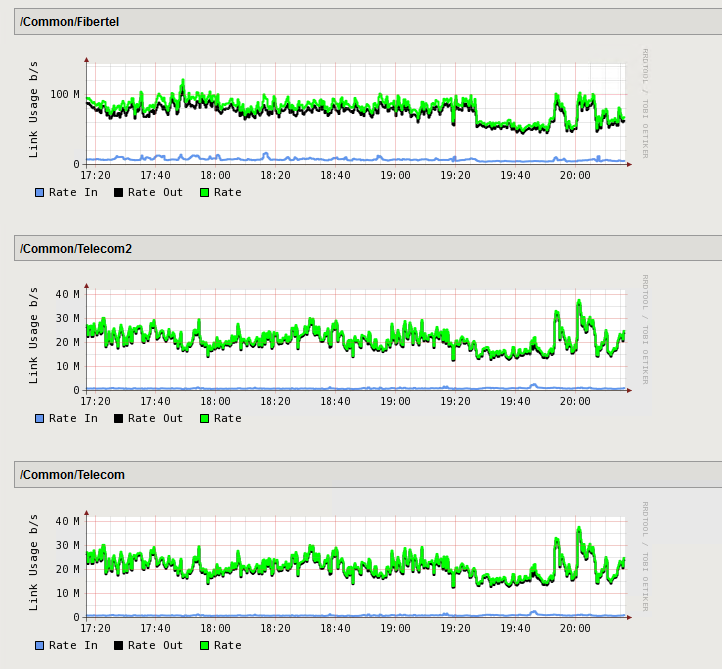 /Common/Fibertel
Link Usage b/s
100 M
0
17:20 17:40 18:00 18:20 18:40 19:00 19:20 19:40 20:00
Rate In Rate Out Rate
RRDTOOL / TOBI OETIKER
/Common/Telecom2
Link Usage b/s
40 M
30 M
20 M
10 M
0
17:20 17:40 18:00 18:20 18:40 19:00 19:20 19:40 20:00
Rate In Rate Out Rate
RRDTOOL / TOBI OETIKER
/Common/Telecom
Link Usage b/s
40 M
30 M
20 M
10 M
0
17:20 17:40 18:00 18:20 18:40 19:00 19:20 19:40 20:00
Rate In Rate Out Rate
RRDTOOL / TOBI OETIKER